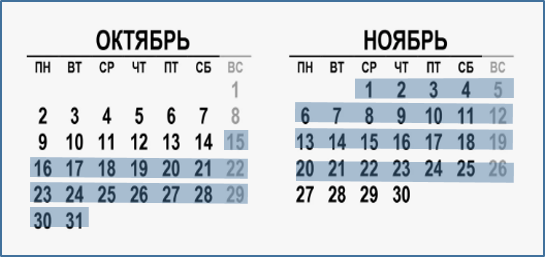 ОКТЯБРЬ
ПН ВТ СР ЧТ ПТ СБ ВС
1
2 3 4 5 6 7 8
9 10 11 12 13 14 15
16 17 18 19 20 21 22
23 24 25 26 27 28 29
30 31
НОЯБРЬ
ПН ВТ СР ЧТ ПТ СБ ВС
1 2 3 4 5
6 7 8 9 10 11 12
13 14 15 16 17 18 19
20 21 22 23 24 25 26
27 28 29 30